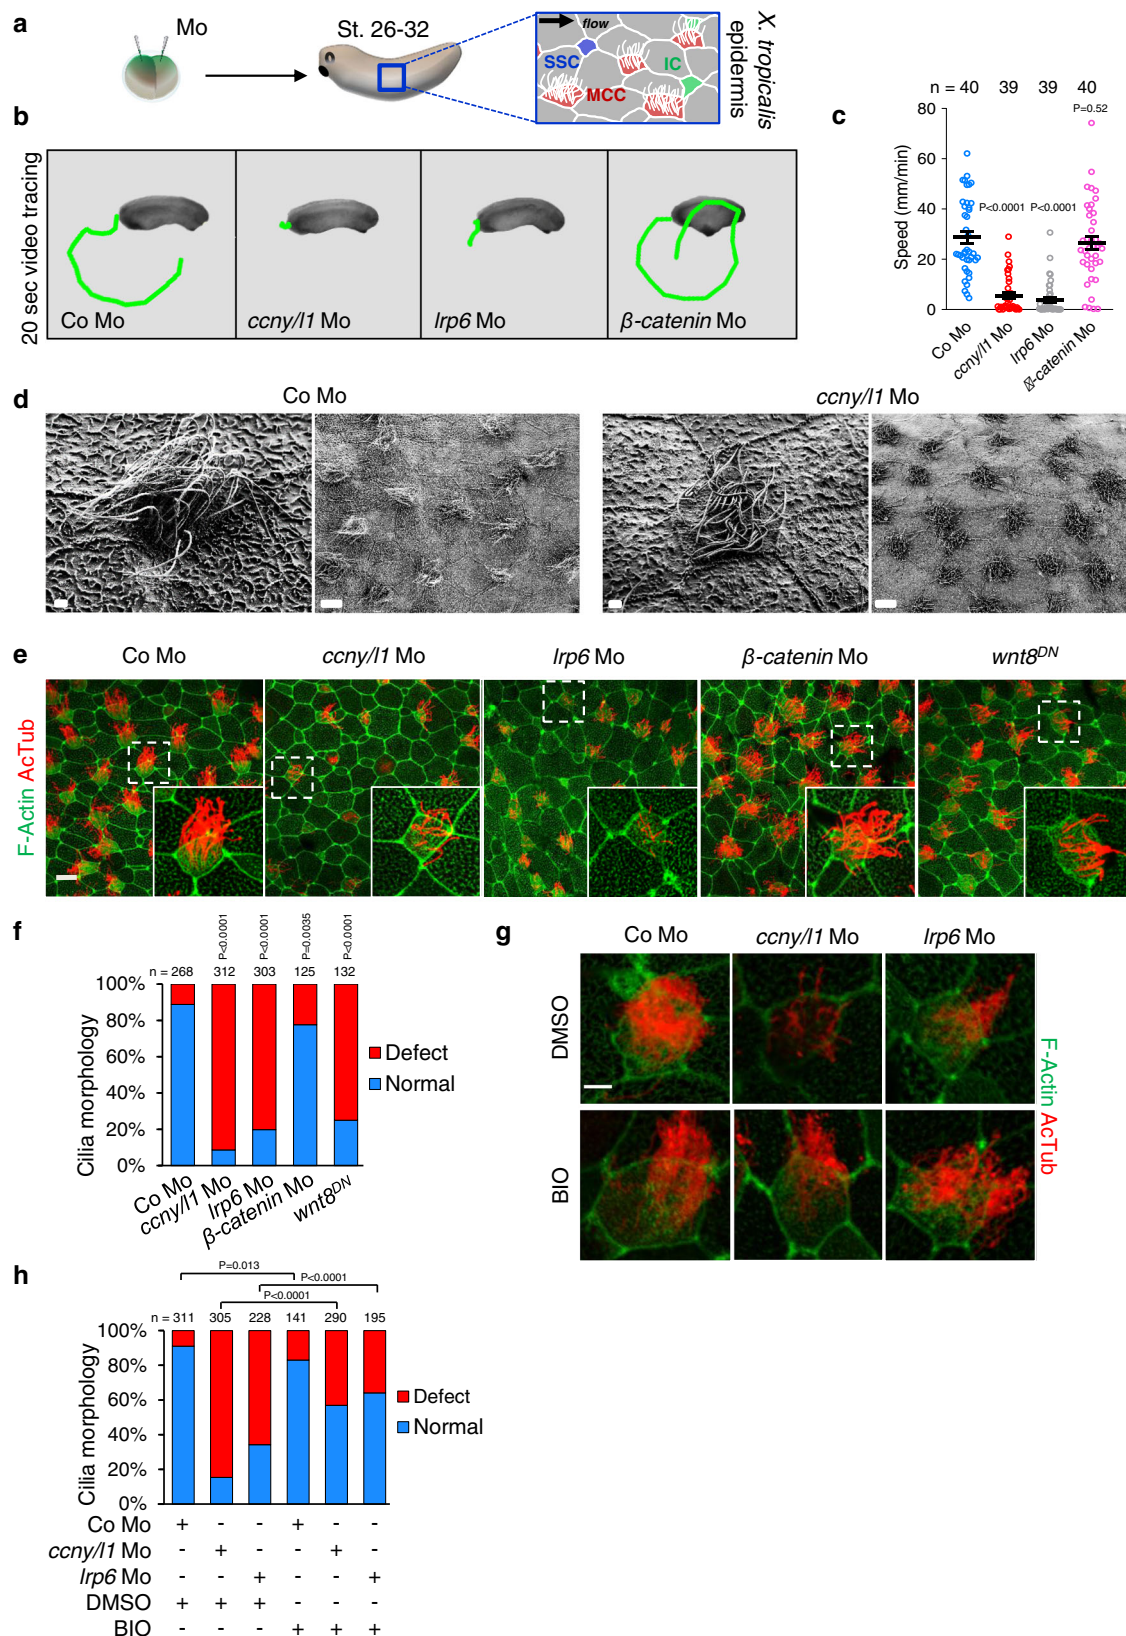 a
Mo
St. 26-32
flow
SSC
IC
MCC
X. tropicalis
epidermis
b
20 sec video tracing
Co Mo
ccny/l1 Mo
lrp6 Mo
β-catenin Mo
c
n = 40 39 39 40
P=0.52
P<0.0001 P<0.0001
Speed (mm/min)
80
60
40
20
0
Co Mo
ccny/l1 Mo
lrp6 Mo
-catenin Mo
d
Co Mo
ccny/l1 Mo
e
Co Mo
ccny/l1 Mo
lrp6 Mo
β-catenin Mo
wnt8DN
F-Actin AcTub
f
P<0.0001
P<0.0001
P=0.0035
P<0.0001
n = 268 312 303 125 132
Cilia morphology
100%
80%
60%
40%
20%
0%
Defect
Normal
Co Mo
ccny/l1 Mo
lrp6 Mo
β-catenin Mo
wnt8DN
g
Co Mo
ccny/l1 Mo
lrp6 Mo
DMSO
BIO
F-Actin AcTub
h
P=0.013
P<0.0001
P<0.0001
n = 311 305 228 141 290 195
Cilia morphology
100%
80%
60%
40%
20%
0%
Defect
Normal
Co Mo + - - + - -
ccny/l1 Mo - + - - + -
lrp6 Mo - - + - - +
DMSO + + + - - -
BIO - - - + + +